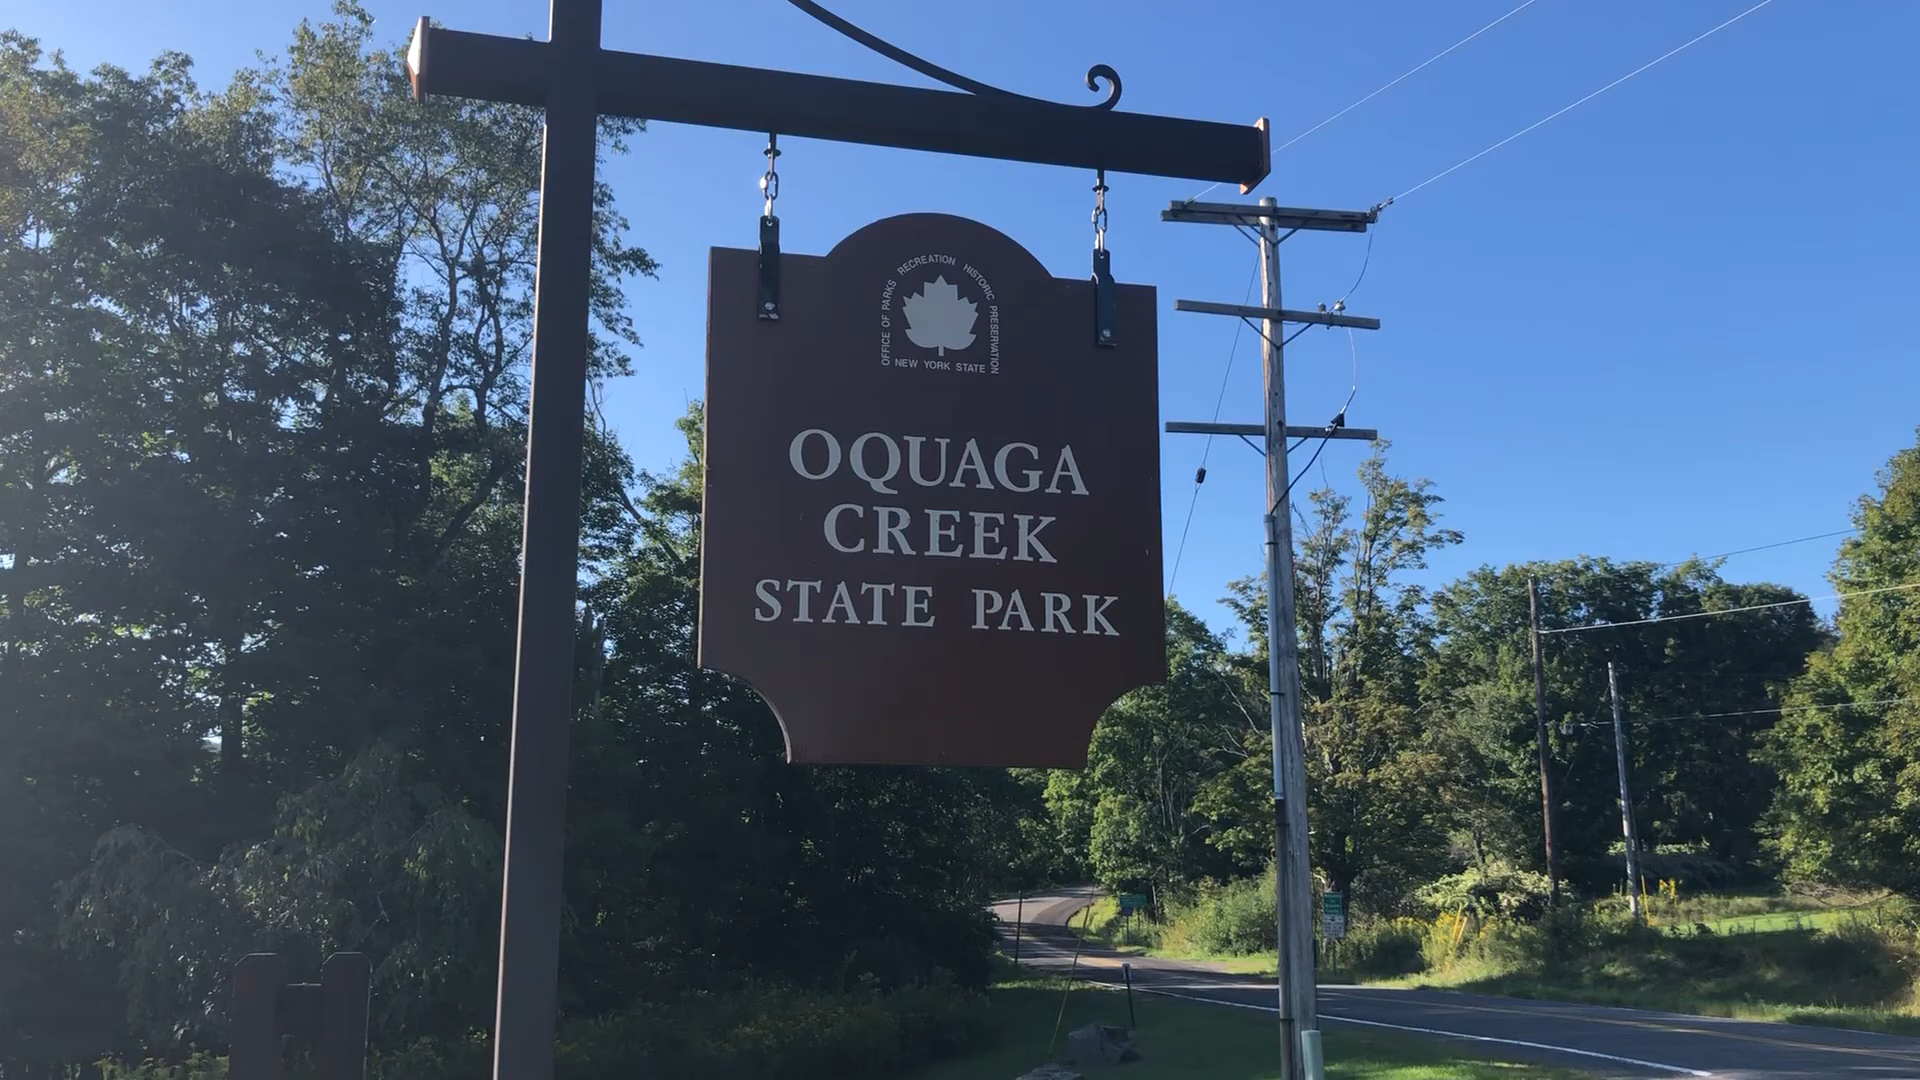 OFFICE OF PARKS RECREATION HISTORIC PRESERVATION
NEW YORK STATE
OQUAGA
CREEK
STATE PARK